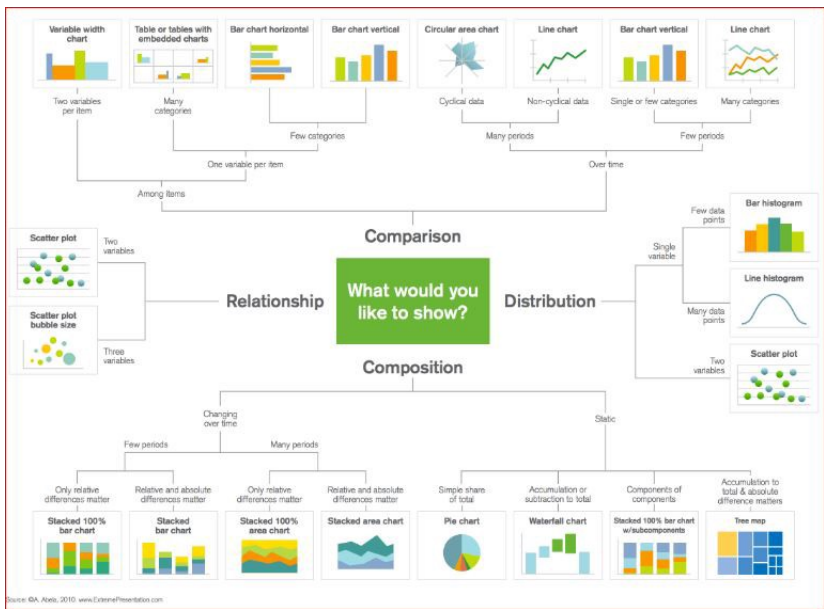 Variable width
chart
Table or tables with
embedded charts
Bar chart horizontal
Bar chart vertical
Circular area chart
Line chart
Bar chart vertical
Line chart
Two variables
per item
Many
categories
Cyclical data
Non-cyclical data
Single or few categories
Many categories
Few categories
Many periods
Few periods
One variable per item
Over time
Among items
Comparison
Scatter plot
Two
variables
Scatter plot
bubble size
Three
variables
Relationship
What would you
like to show?
Distribution
Single
variable
Few data
points
Bar histogram
Many data
points
Line histogram
Two
variables
Scatter plot
Composition
Changing
over time
Static
Few periods
Many periods
Only relative
differences matter
Relative and absolute
differences matter
Only relative
differences matter
Relative and absolute
differences matter
Simple share
of total
Accumulation or
subtraction to total
Components of
components
Accumulation to
total & absolute
difference matters
Stacked 100%
bar chart
Stacked
bar chart
Stacked 100%
area chart
Stacked area chart
Pie chart
Waterfall chart
Stacked 100% bar chart
w/subcomponents
Tree map
Source: ©A. Abela, 2010. www.ExtremePresentation.com